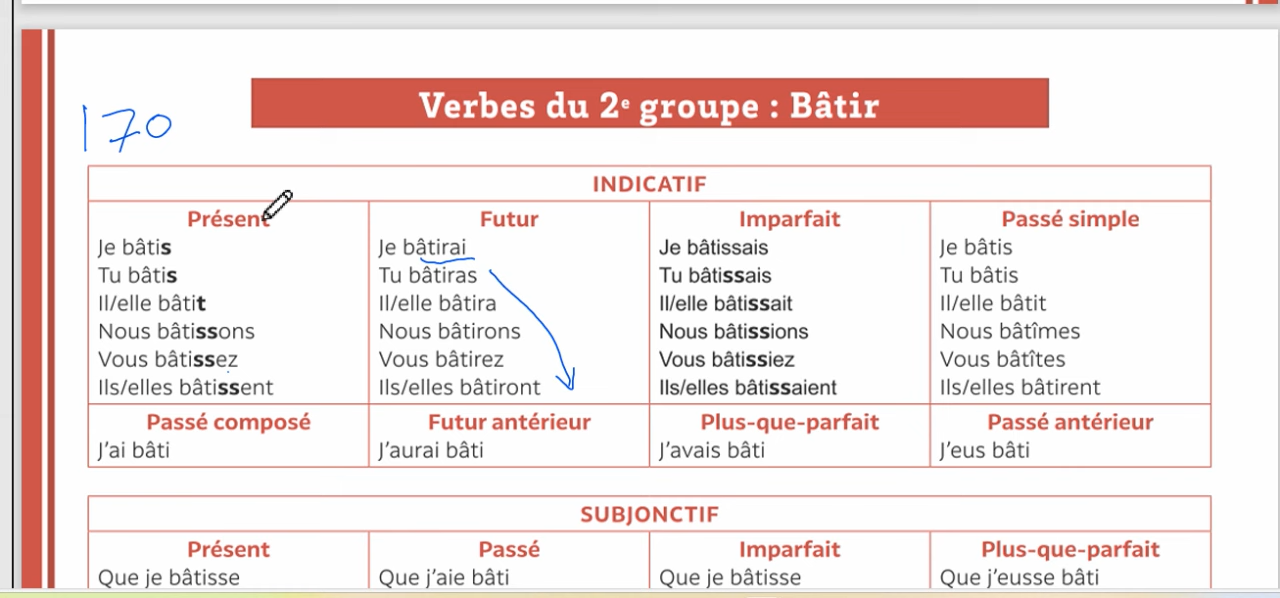 170
Verbes du 2e groupe : Bâtir
INDICATIF
Présent
Je bâtis
Tu bâtis
Il/elle bâtit
Nous bâtissons
Vous bâtissez
Ils/elles bâtissent
Futur
Je bâtirai
Tu bâtiras
Il/elle bâtira
Nous bâtirons
Vous bâtirez
Ils/elles bâtiront
Imparfait
Je bâtissais
Tu bâtissais
Il/elle bâtissait
Nous bâtissions
Vous bâtissiez
Ils/elles bâtissaient
Passé simple
Je bâtis
Tu bâtis
Il/elle bâtit
Nous bâtîmes
Vous bâtîtes
Ils/elles bâtirent
Passé composé
J'ai bâti
Futur antérieur
J'aurai bâti
Plus-que-parfait
J'avais bâti
Passé antérieur
J'eus bâti
SUBJONCTIF
Présent
Que je bâtisse
Passé
Que j'aie bâti
Imparfait
Que je bâtisse
Plus-que-parfait
Que j'eusse bâti